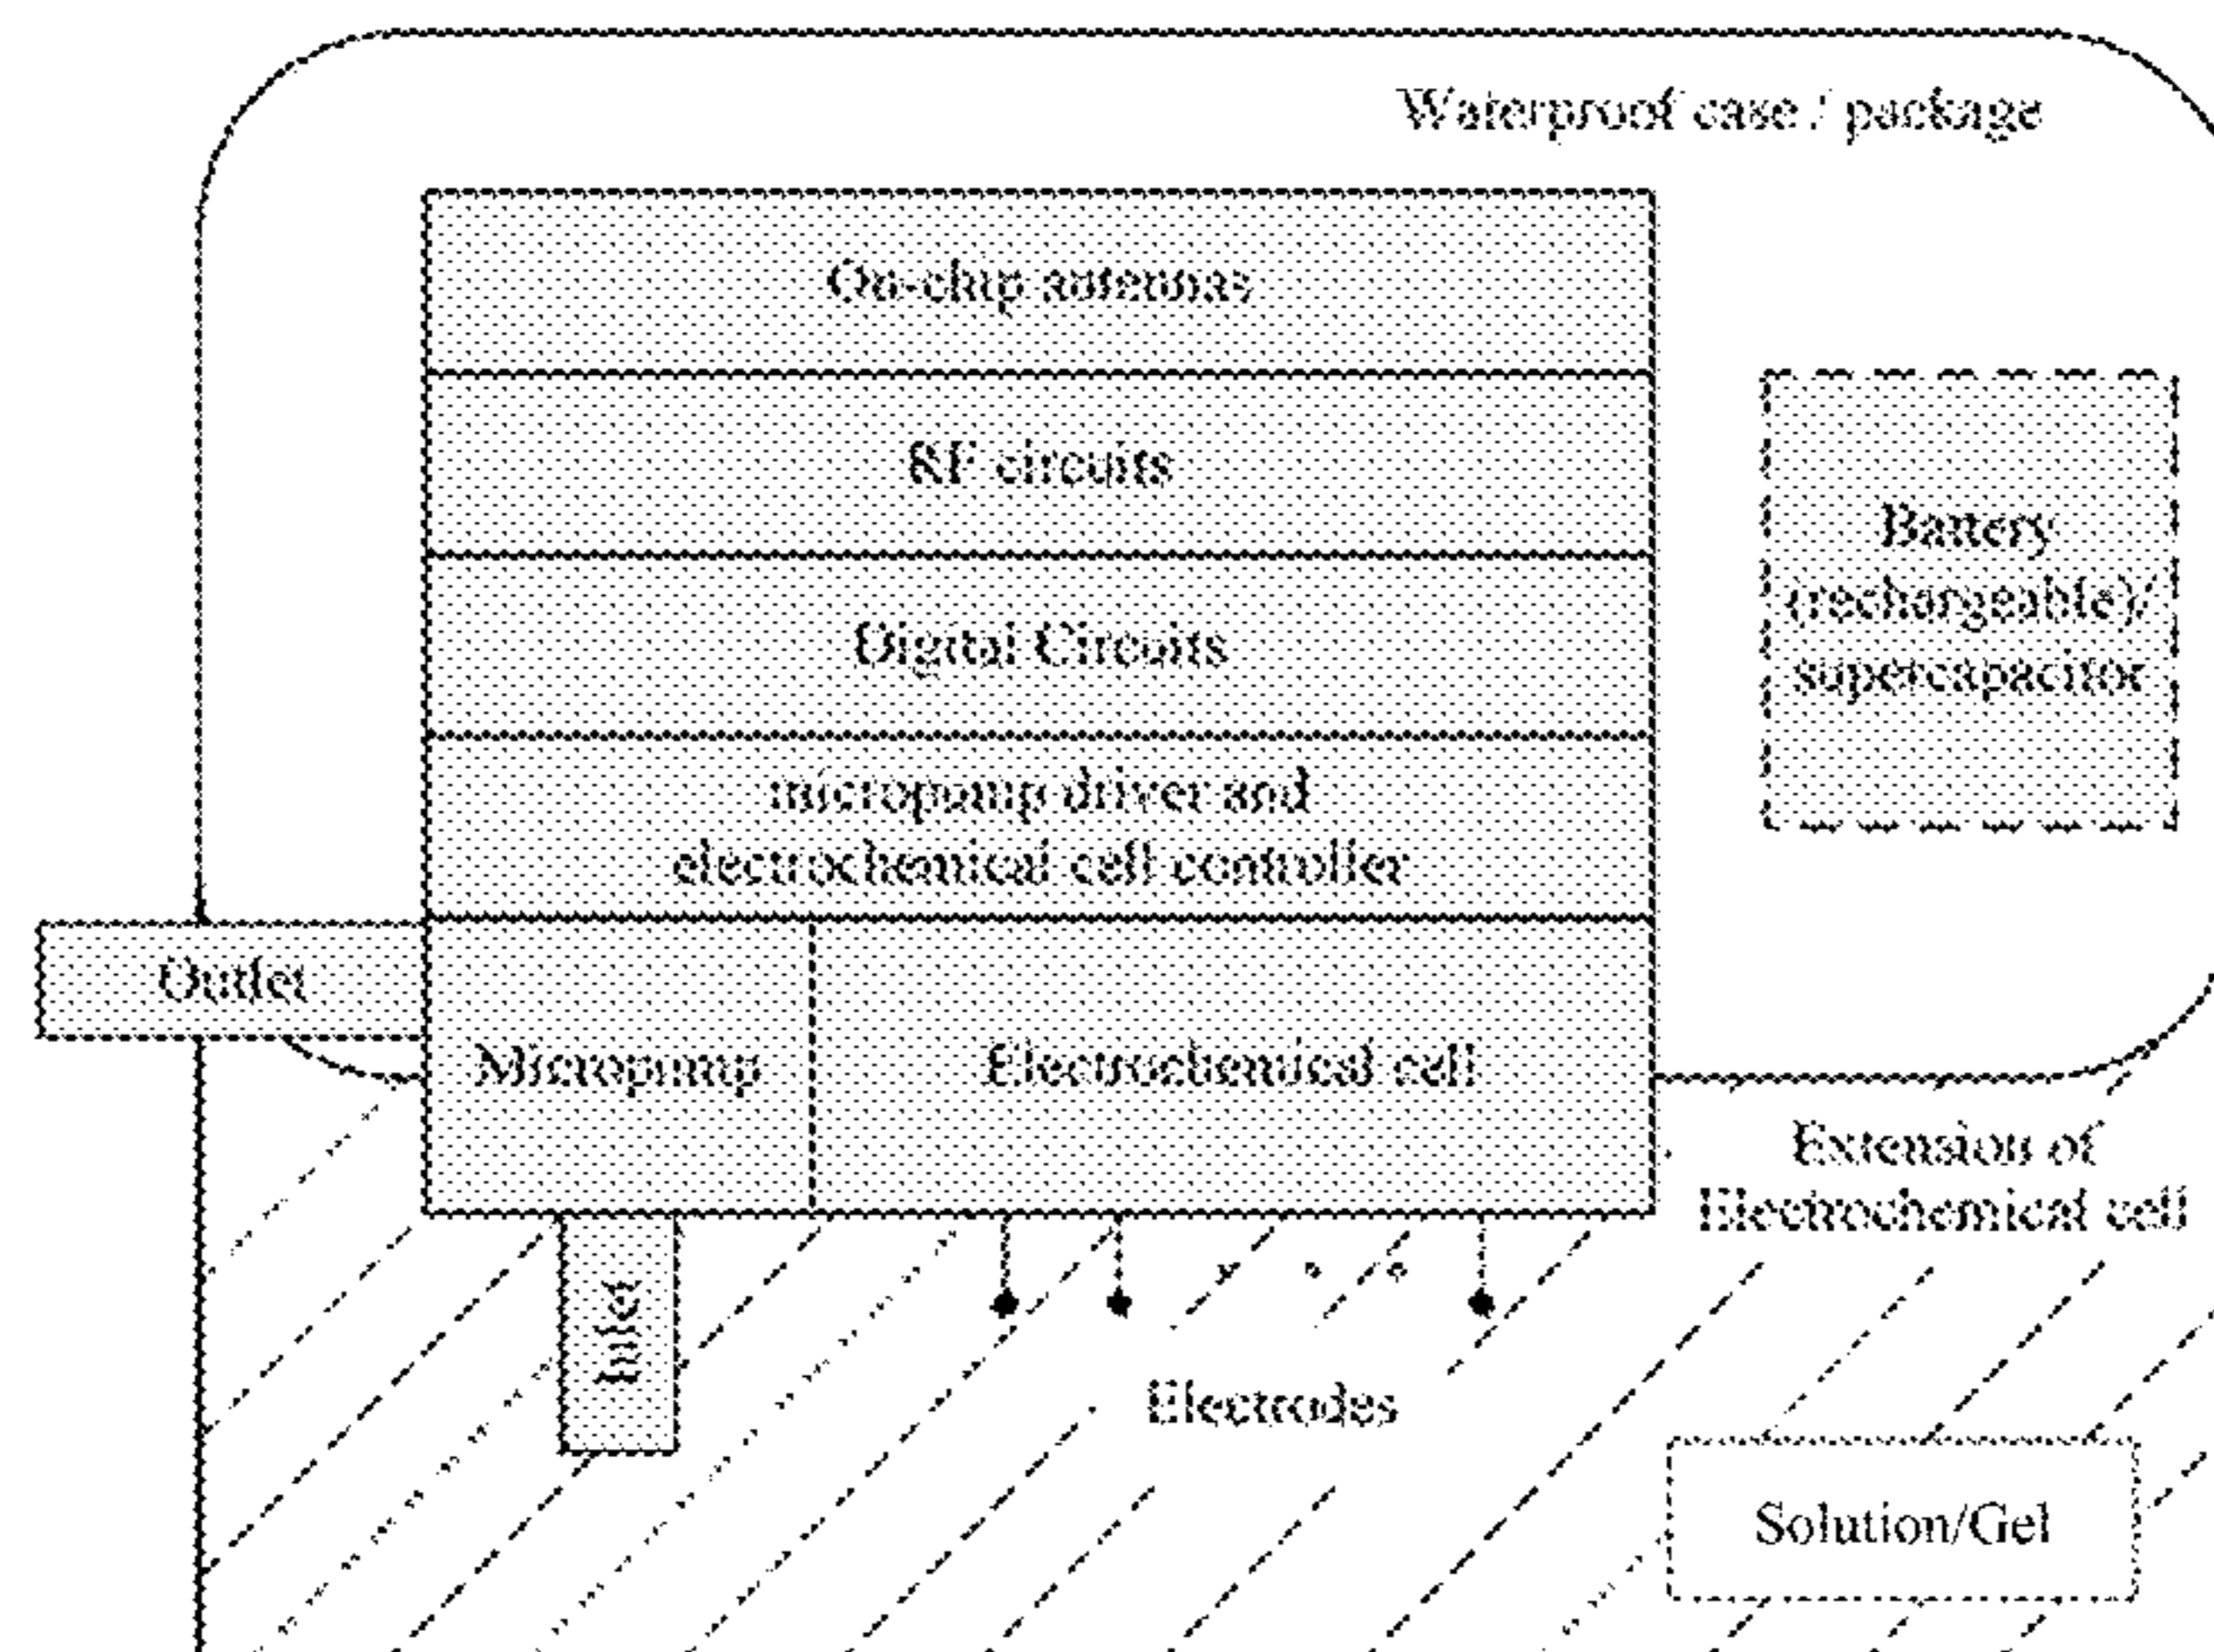 Waterproof case / package
On-chip antennas
RF circuits
Digital Circuits
micropump driver and
electrochemical cell controller
Battery
(rechargeable)/
supercapacitor
Outlet
Micropump
Electrochemical cell
Extension of
Electrochemical cell
Inlet
Electrodes
Solution/Gel